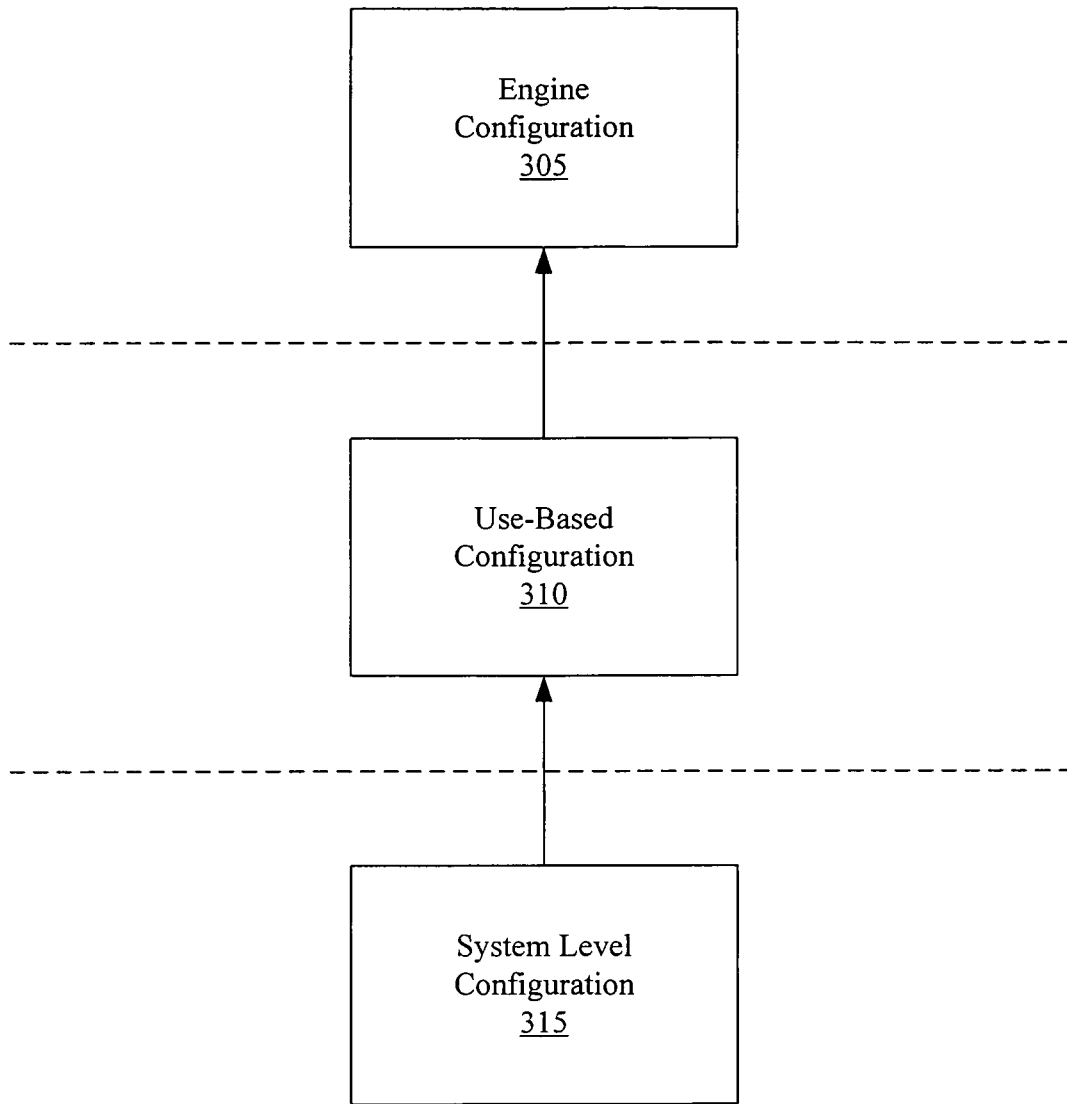 Engine
Configuration
305
Use-Based
Configuration
310
System Level
Configuration
315